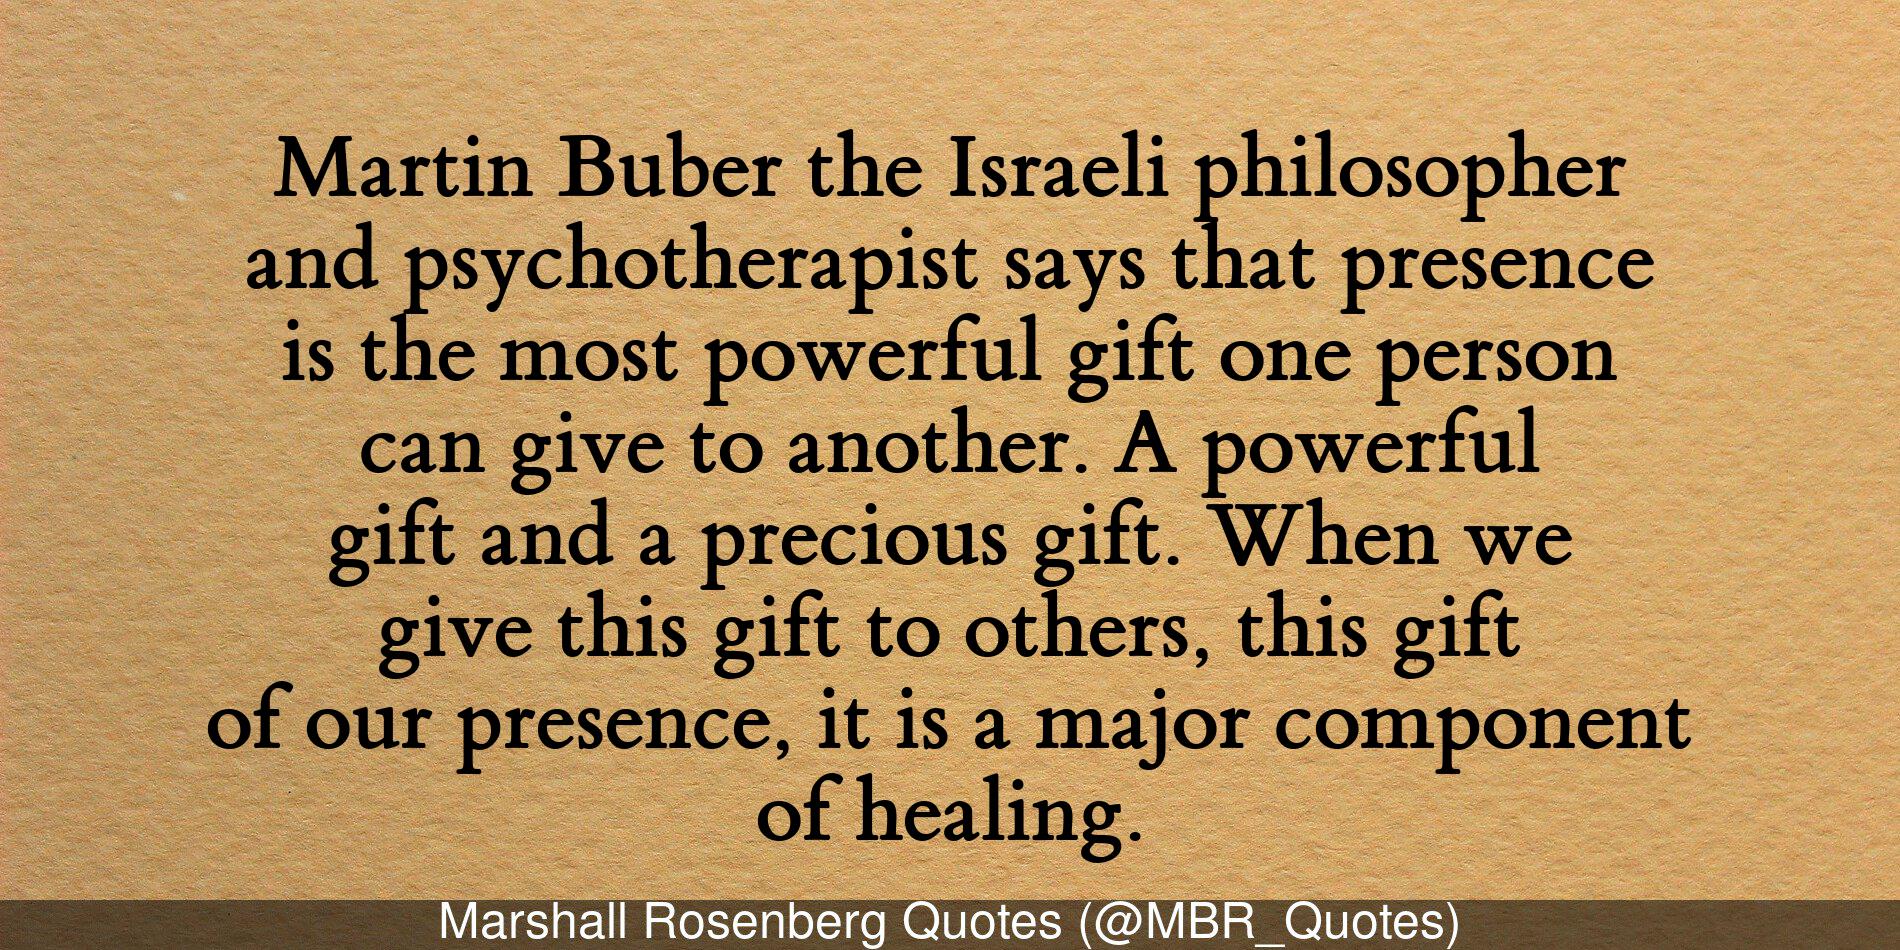 Martin Buber the Israeli philosopher
and psychotherapist says that presence
is the most powerful gift one person
can give to another. A powerful
gift and a precious gift. When we
give this gift to others, this gift
of our presence, it is a major component
of healing.
Marshall Rosenberg Quotes (@MBR_Quotes)